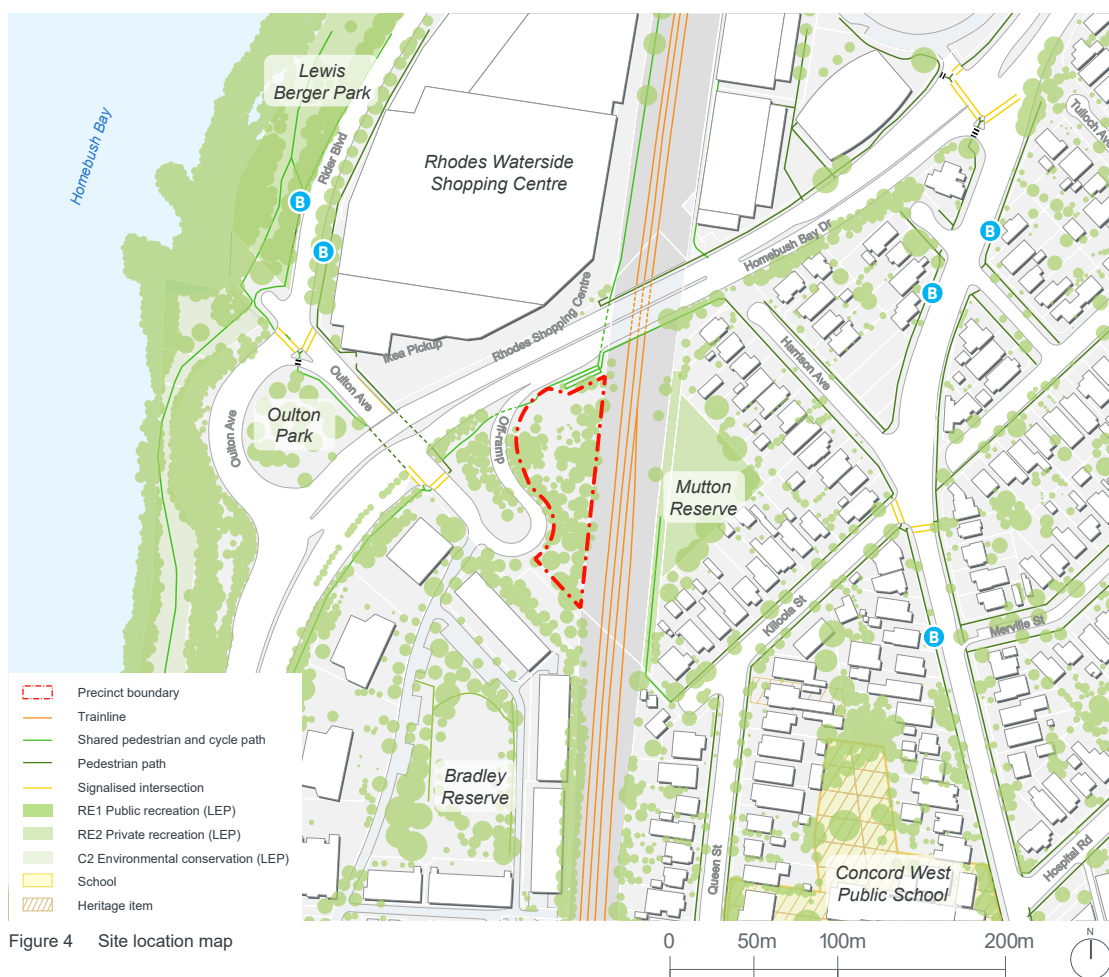 Lewis
Berger Park
Homebush Bay
Rider Blvd
Rhodes Waterside
Shopping Centre
Tulloch Ave
B
B
B
B
Homebush Bay Dr
Ikea Pickup
Rhodes Shopping Centre
Harrison Ave
Oulton Ave
Oulton
Park
Oulton Ave
Off-ramp
Mutton
Reserve
Killoola St
Merville St
B
Bradley
Reserve
Queen St
Concord West
Public School
Hospital Rd
Precinct boundary
Trainline
Shared pedestrian and cycle path
Pedestrian path
Signalised intersection
RE1 Public recreation (LEP)
RE2 Private recreation (LEP)
C2 Environmental conservation (LEP)
School
Heritage item
Figure 4 Site location map
0 50m 100m 200m
N